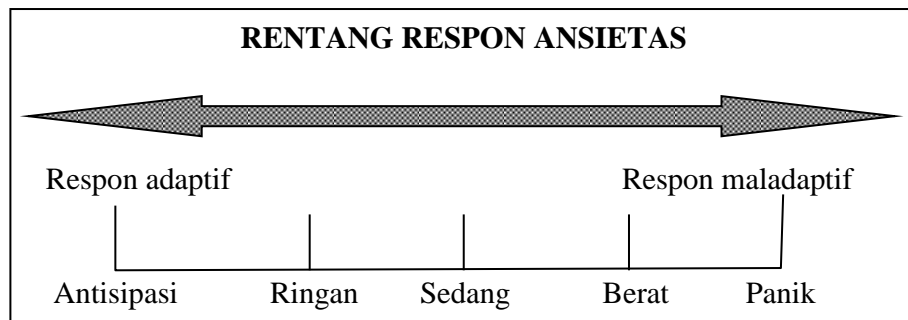 RENTANG RESPON ANSIETAS
Respon adaptif Respon maladaptif
Antisipasi Ringan Sedang Berat Panik